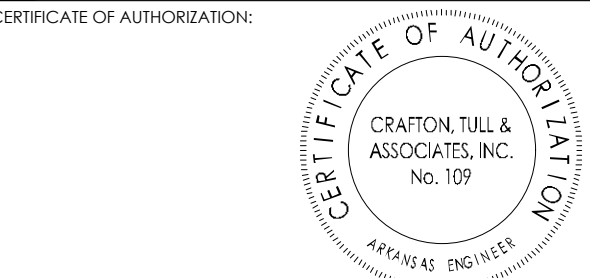 CERTIFICATE OF AUTHORIZATION:
CERTIFICATE OF AUTHORIZATION
CRAFTON, TULL &
ASSOCIATES, INC.
No. 109
ARKANSAS ENGINEER